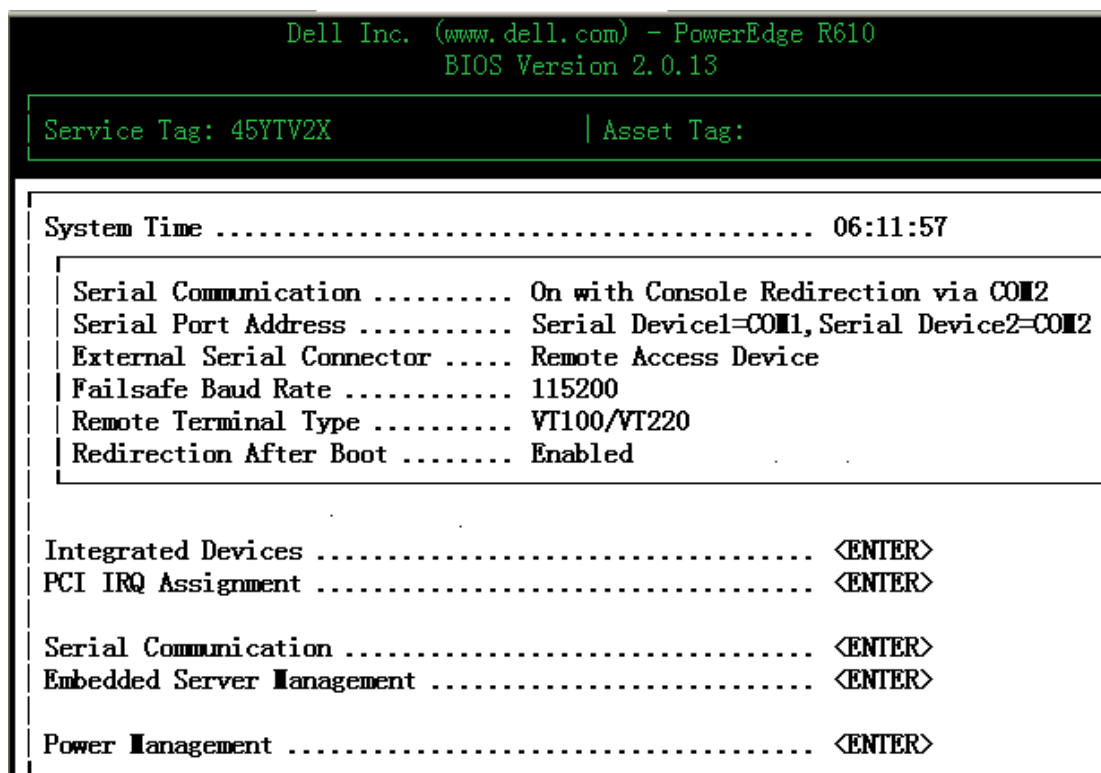 Dell Inc. (www.dell.com) - PowerEdge R610
BIOS Version 2.0.13
Service Tag: 45YTV2X | Asset Tag:
System Time .......................................... 06:11:57
Serial Communication .......... On with Console Redirection via COM2
Serial Port Address ........... Serial Device1=COM1,Serial Device2=COM2
External Serial Connector ..... Remote Access Device
Failsafe Baud Rate ............ 115200
Remote Terminal Type .......... VT100/VT220
Redirection After Boot ........ Enabled
Integrated Devices ................................... <ENTER>
PCI IRQ Assignment ................................... <ENTER>
Serial Communication ................................. <ENTER>
Embedded Server Management ........................... <ENTER>
Power Management ..................................... <ENTER>